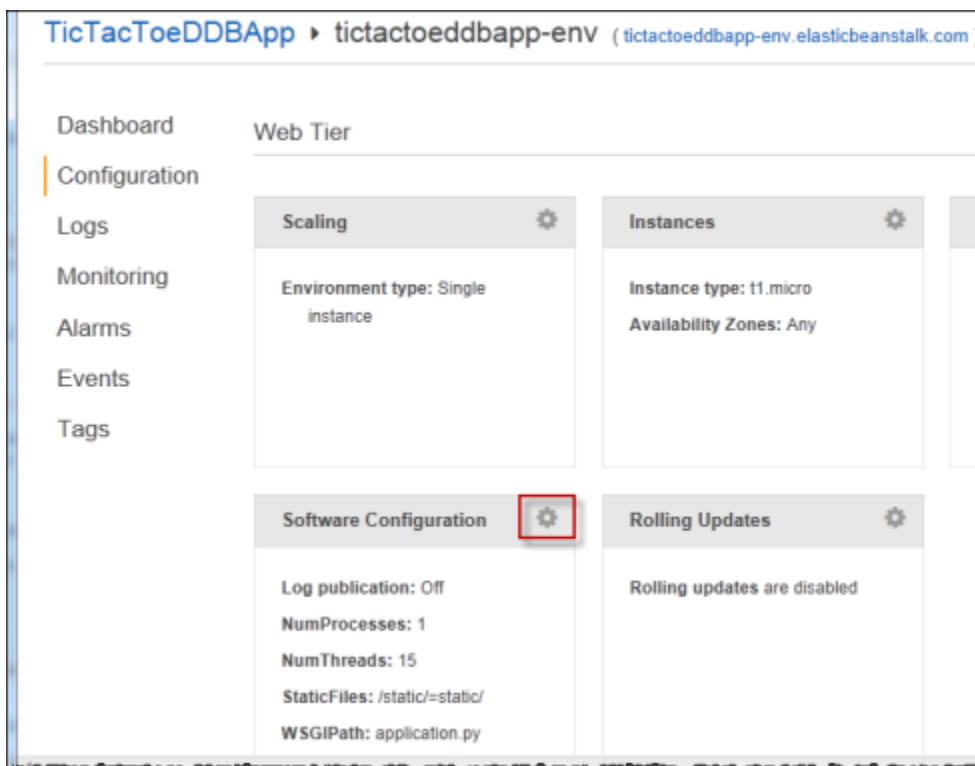 TicTacToeDDBApp ▸ tictactoeddbapp-env ( tictactoeddbapp-env.elasticbeanstalk.com )
Dashboard
Configuration
Logs
Monitoring
Alarms
Events
Tags
Web Tier
Scaling
Environment type: Single
instance
Instances
Instance type: t1.micro
Availability Zones: Any
Software Configuration
Log publication: Off
NumProcesses: 1
NumThreads: 15
StaticFiles: /static/=static/
WSGIPath: application.py
Rolling Updates
Rolling updates are disabled